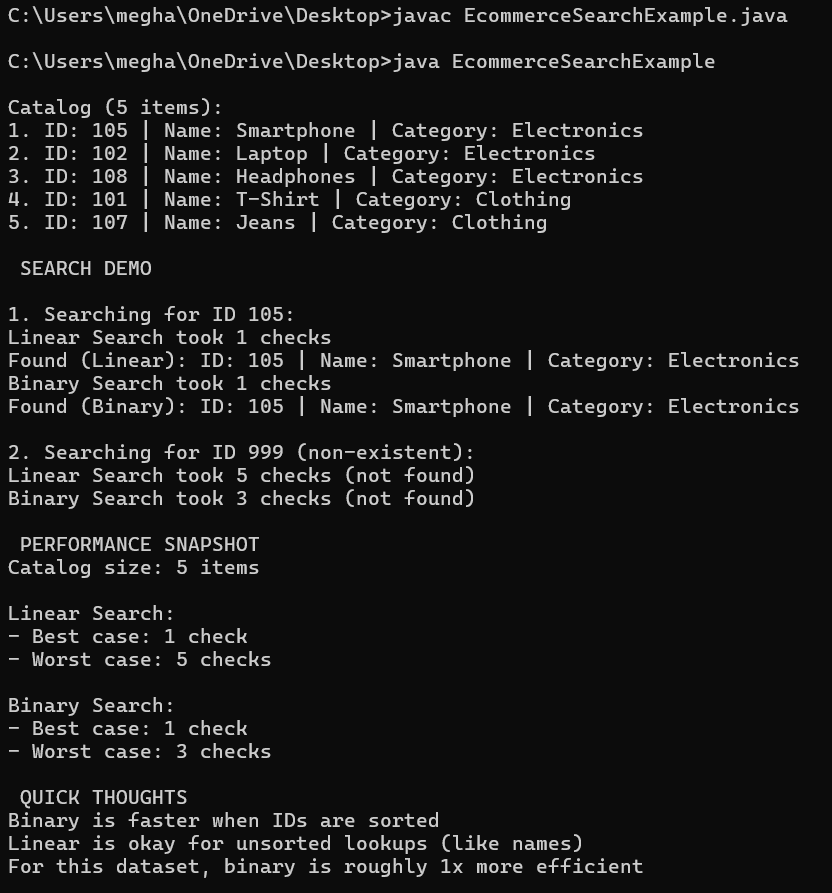 C:\Users\megha\OneDrive\Desktop>javac EcommerceSearchExample.java
C:\Users\megha\OneDrive\Desktop>java EcommerceSearchExample
Catalog (5 items):
1. ID: 105 | Name: Smartphone | Category: Electronics
2. ID: 102 | Name: Laptop | Category: Electronics
3. ID: 108 | Name: Headphones | Category: Electronics
4. ID: 101 | Name: T-Shirt | Category: Clothing
5. ID: 107 | Name: Jeans | Category: Clothing
SEARCH DEMO
1. Searching for ID 105:
Linear Search took 1 checks
Found (Linear): ID: 105 | Name: Smartphone | Category: Electronics
Binary Search took 1 checks
Found (Binary): ID: 105 | Name: Smartphone | Category: Electronics
2. Searching for ID 999 (non-existent):
Linear Search took 5 checks (not found)
Binary Search took 3 checks (not found)
PERFORMANCE SNAPSHOT
Catalog size: 5 items
Linear Search:
- Best case: 1 check
- Worst case: 5 checks
Binary Search:
- Best case: 1 check
- Worst case: 3 checks
QUICK THOUGHTS
Binary is faster when IDs are sorted
Linear is okay for unsorted lookups (like names)
For this dataset, binary is roughly 1x more efficient